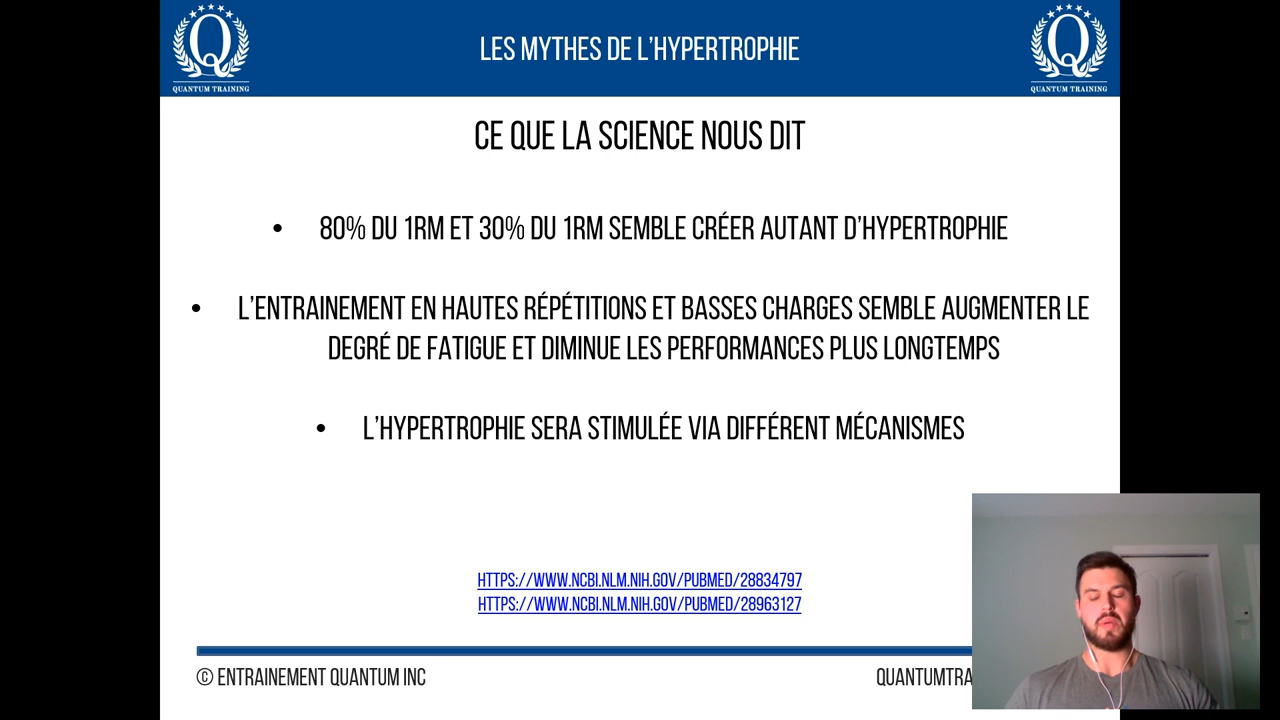 Q
QUANTUM TRAINING
LES MYTHES DE L'HYPERTROPHIE
Q
QUANTUM TRAINING
CE QUE LA SCIENCE NOUS DIT
• 80% DU 1RM ET 30% DU 1RM SEMBLE CRÉER AUTANT D'HYPERTROPHIE
• L'ENTRAINEMENT EN HAUTES RÉPÉTITIONS ET BASSES CHARGES SEMBLE AUGMENTER LE
DEGRÉ DE FATIGUE ET DIMINUE LES PERFORMANCES PLUS LONGTEMPS
• L'HYPERTROPHIE SERA STIMULÉE VIA DIFFÉRENT MÉCANISMES
HTTPS://WWW.NCBI.NLM.NIH.GOV/PUBMED/28834797
HTTPS://WWW.NCBI.NLM.NIH.GOV/PUBMED/28963127
© ENTRAINEMENT QUANTUM INC
QUANTUMTRA